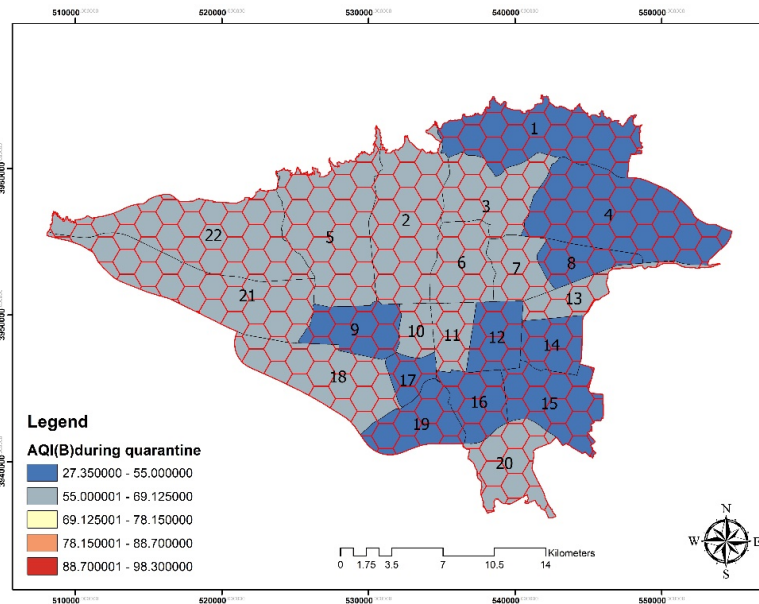 510000 520000 530000 540000 550000
1
3
4
2
22
5
6
7
8
21
13
9
10
11
12
14
18
17
16
15
19
20
Legend
AQI(B)during quarantine
27.350000 - 55.000000
55.000001 - 69.125000
69.125001 - 78.150000
78.150001 - 88.700000
88.700001 - 98.300000
N
W E
S
Kilometers
0 1.75 3.5 7 10.5 14
3940000
510000 520000 530000 540000 550000